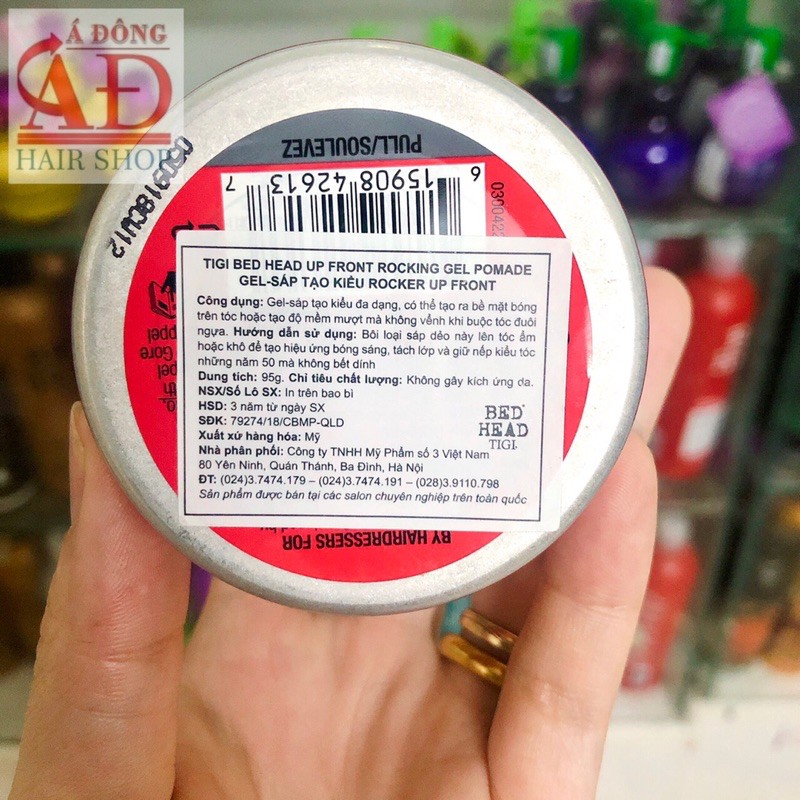 Á ĐÔNG
AĐ
HAIR SHOP
060918CW12
PULL/SOULEVEZ
6 15908 42613 7
TIGI BED HEAD UP FRONT ROCKING GEL POMADE
GEL-SÁP TẠO KIỂU ROCKER UP FRONT
Công dụng: Gel-sáp tạo kiểu đa dạng, có thể tạo ra bề mặt bóng
trên tóc hoặc tạo độ mềm mượt mà không vểnh khi buộc tóc đuôi
ngựa. Hướng dẫn sử dụng: Bôi loại sáp dẻo này lên tóc ẩm
hoặc khô để tạo hiệu ứng bóng sáng, tách lớp và giữ nếp kiểu tóc
những năm 50 mà không bết dính
Dung tích: 95g. Chỉ tiêu chất lượng: Không gây kích ứng da.
NSX/Số Lô SX: In trên bao bì
HSD: 3 năm từ ngày SX
SĐK: 79274/18/CBMP-QLD
Xuất xứ hàng hóa: Mỹ
Nhà phân phối: Công ty TNHH Mỹ Phẩm số 3 Việt Nam
80 Yên Ninh, Quán Thánh, Ba Đình, Hà Nội
ĐT: (024)3.7474.179 – (024)3.7474.191 – (028)3.9110.798
Sản phẩm được bán tại các salon chuyên nghiệp trên toàn quốc
BED
HEAD
TIGI
BY HAIRDRESSERS FOR